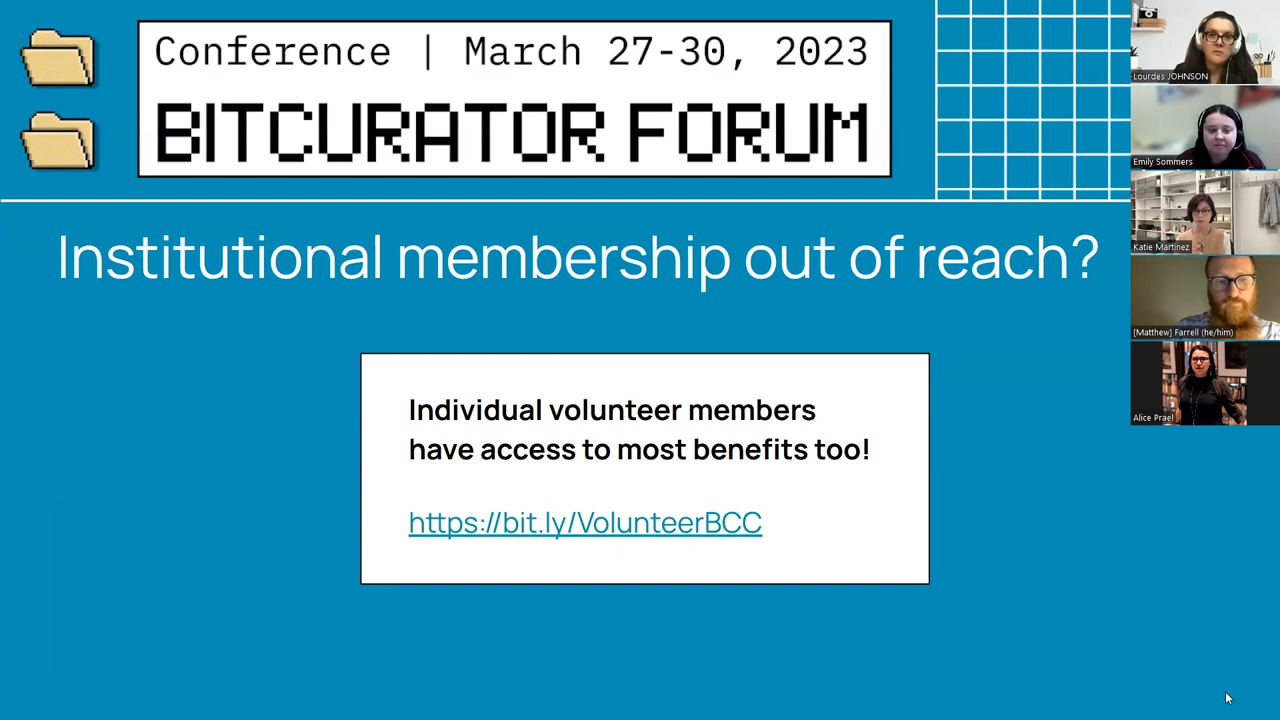 Conference | March 27-30, 2023
BITCURATOR FORUM
Institutional membership out of reach?
Individual volunteer members
have access to most benefits too!
https://bit.ly/VolunteerBCC
Lourdes JOHNSON
Emily Sommers
Katie Martinez
[Matthew] Farrell (he/him)
Alice Prael